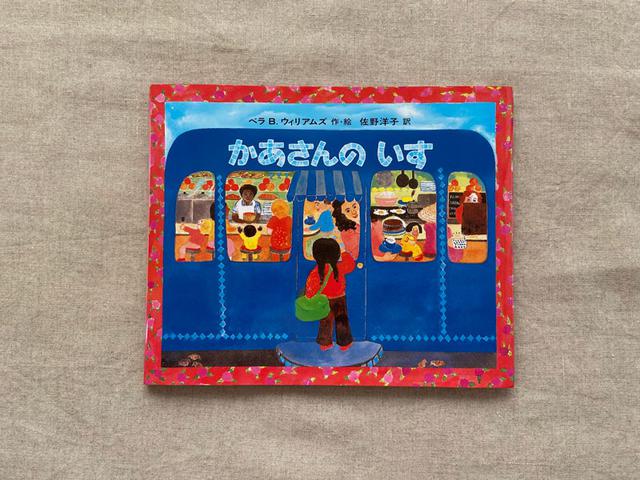 ベラ B. ウィリアムズ 作・絵 佐野洋子 訳
かあさんの いす